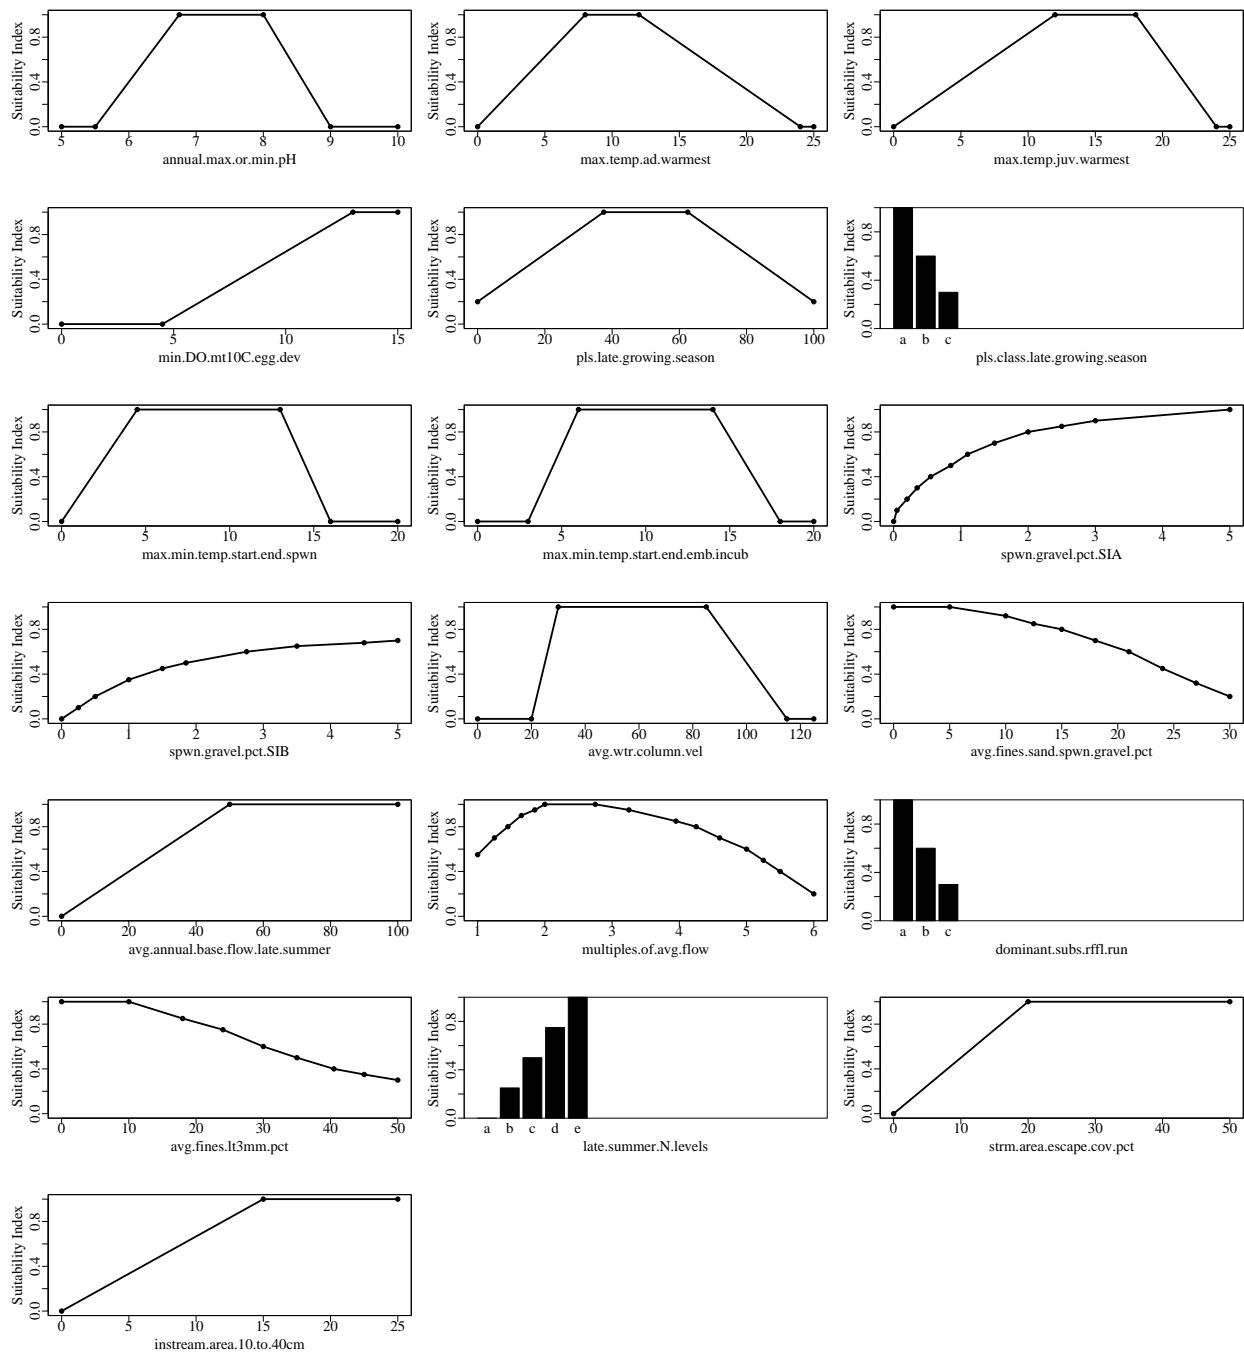 Suitability Index
0.0 0.4 0.8
5 6 7 8 9 10
annual.max.or.min.pH
Suitability Index
0.0 0.4 0.8
0 5 10 15 20 25
max.temp.ad.warmest
Suitability Index
0.0 0.4 0.8
0 5 10 15 20 25
max.temp.juv.warmest
Suitability Index
0.0 0.4 0.8
0 5 10 15
min.DO.mt10C.egg.dev
Suitability Index
0.0 0.4 0.8
0 20 40 60 80 100
pls.late.growing.season
Suitability Index
0.0 0.4 0.8
a b c
pls.class.late.growing.season
Suitability Index
0.0 0.4 0.8
0 5 10 15 20
max.min.temp.start.end.spwn
Suitability Index
0.0 0.4 0.8
0 5 10 15 20
max.min.temp.start.end.emb.incub
Suitability Index
0.0 0.4 0.8
0 1 2 3 4 5
spwn.gravel.pct.SIA
Suitability Index
0.0 0.4 0.8
0 1 2 3 4 5
spwn.gravel.pct.SIB
Suitability Index
0.0 0.4 0.8
0 20 40 60 80 100 120
avg.wtr.column.vel
Suitability Index
0.0 0.4 0.8
0 5 10 15 20 25 30
avg.fines.sand.spwn.gravel.pct
Suitability Index
0.0 0.4 0.8
0 20 40 60 80 100
avg.annual.base.flow.late.summer
Suitability Index
0.0 0.4 0.8
1 2 3 4 5 6
multiples.of.avg.flow
Suitability Index
0.0 0.4 0.8
a b c
dominant.subs.rffl.run
Suitability Index
0.0 0.4 0.8
0 10 20 30 40 50
avg.fines.lt3mm.pct
Suitability Index
0.0 0.4 0.8
a b c d e
late.summer.N.levels
Suitability Index
0.0 0.4 0.8
0 10 20 30 40 50
strm.area.escape.cov.pct
Suitability Index
0.0 0.4 0.8
0 5 10 15 20 25
instream.area.10.to.40cm